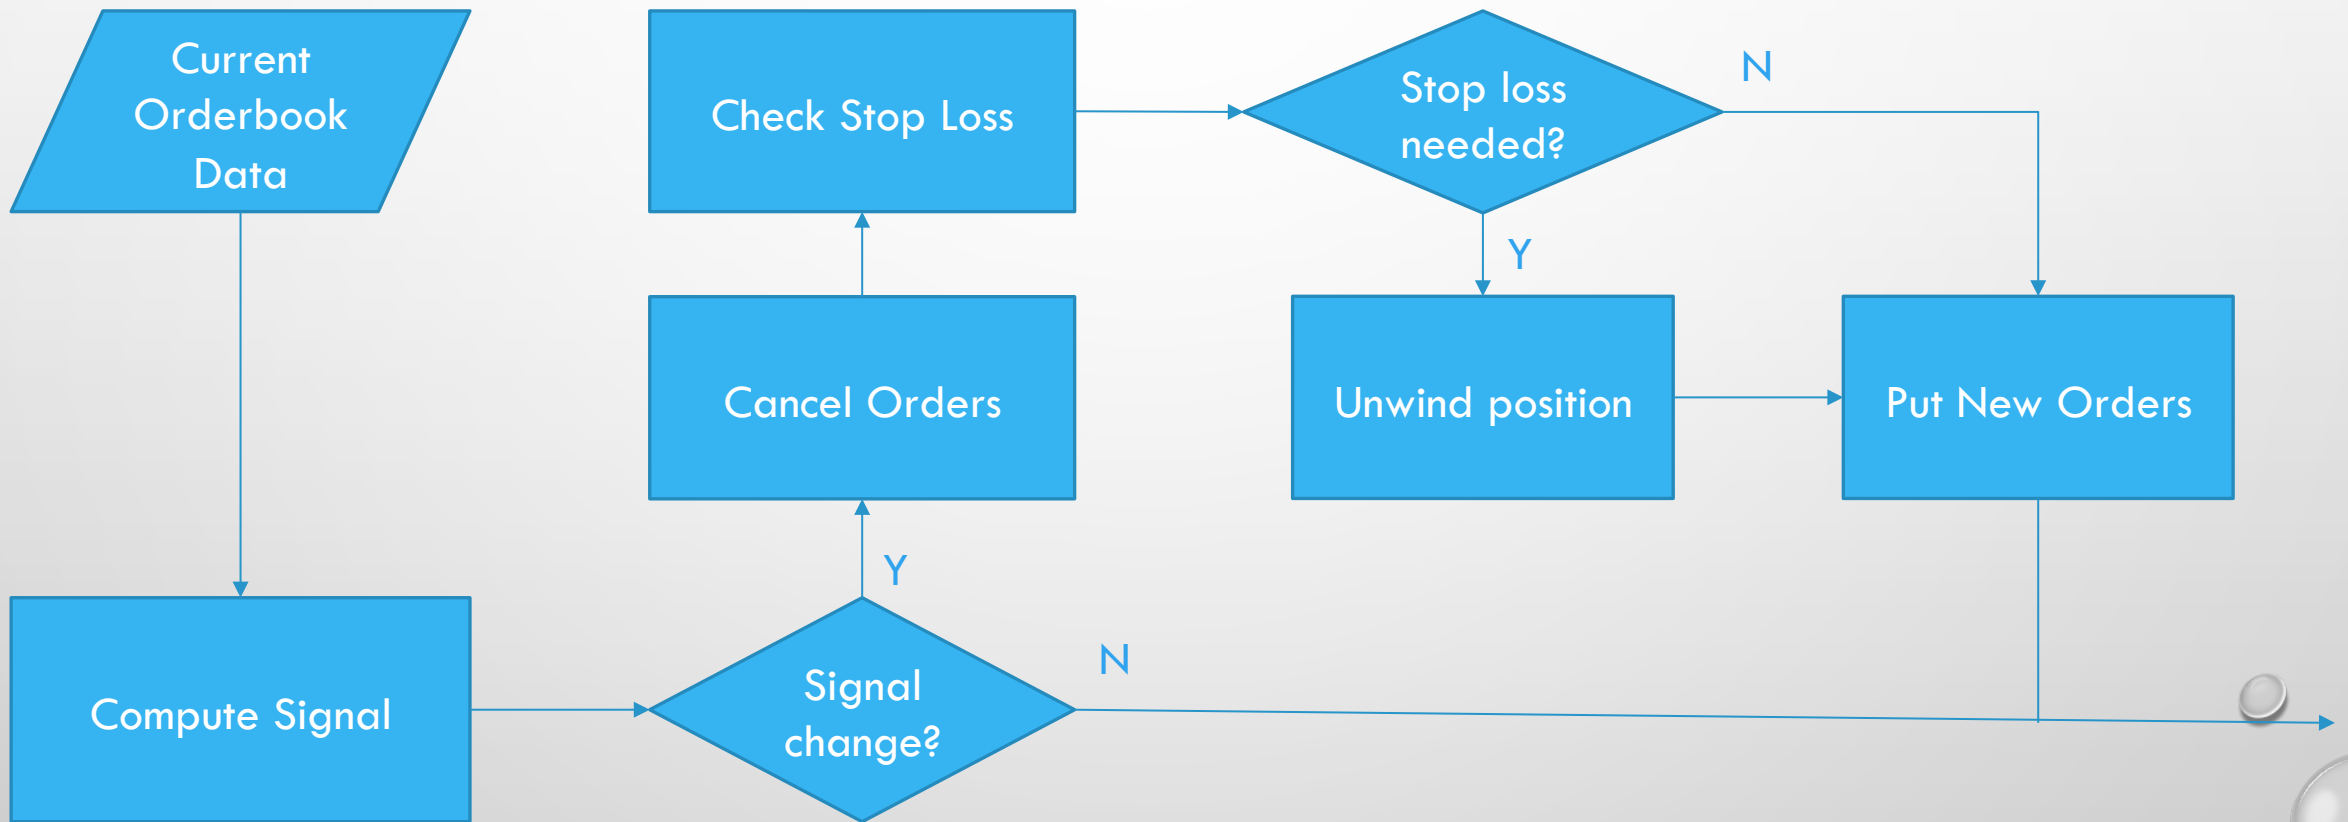 Current
Orderbook
Data
Check Stop Loss
Stop loss
needed?
N
Y
Cancel Orders
Unwind position
Put New Orders
Y
Compute Signal
Signal
change?
N